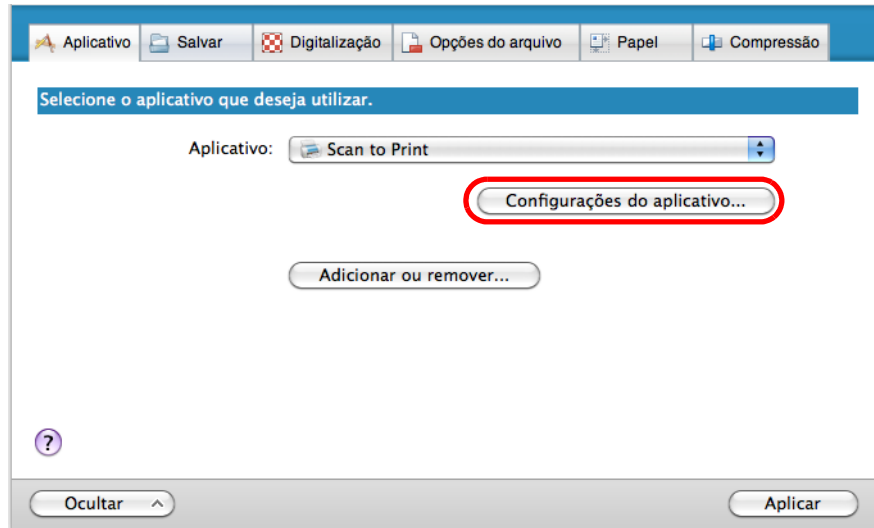 Aplicativo Salvar Digitalização Opções do arquivo Papel Compressão
Selecione o aplicativo que deseja utilizar.
Aplicativo: Scan to Print
Configurações do aplicativo...
Adicionar ou remover...
?
Ocultar Aplicar